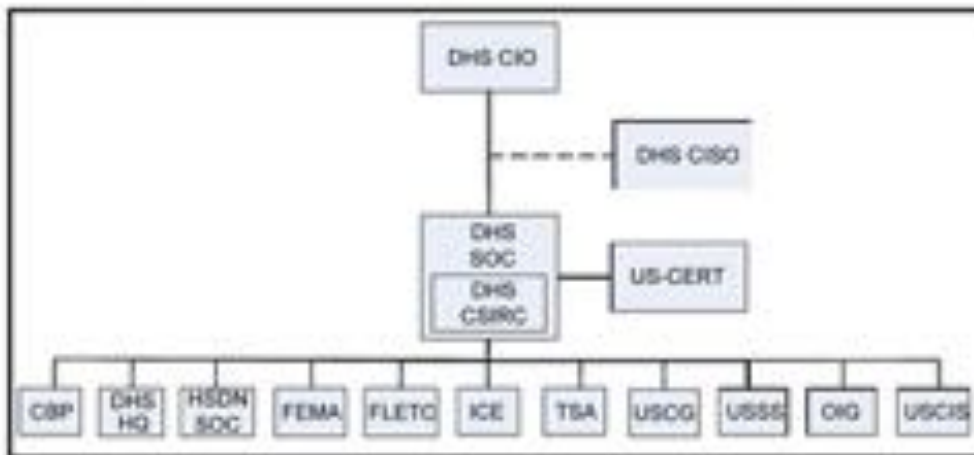 DHS CIO
DHS CISO
DHS
SOC
DHS
CSIRC
US-CERT
CBP
DHS
HQ
HSDN
SOC
FEMA
FLETC
ICE
TSA
USCG
USSS
OIG
USCIS